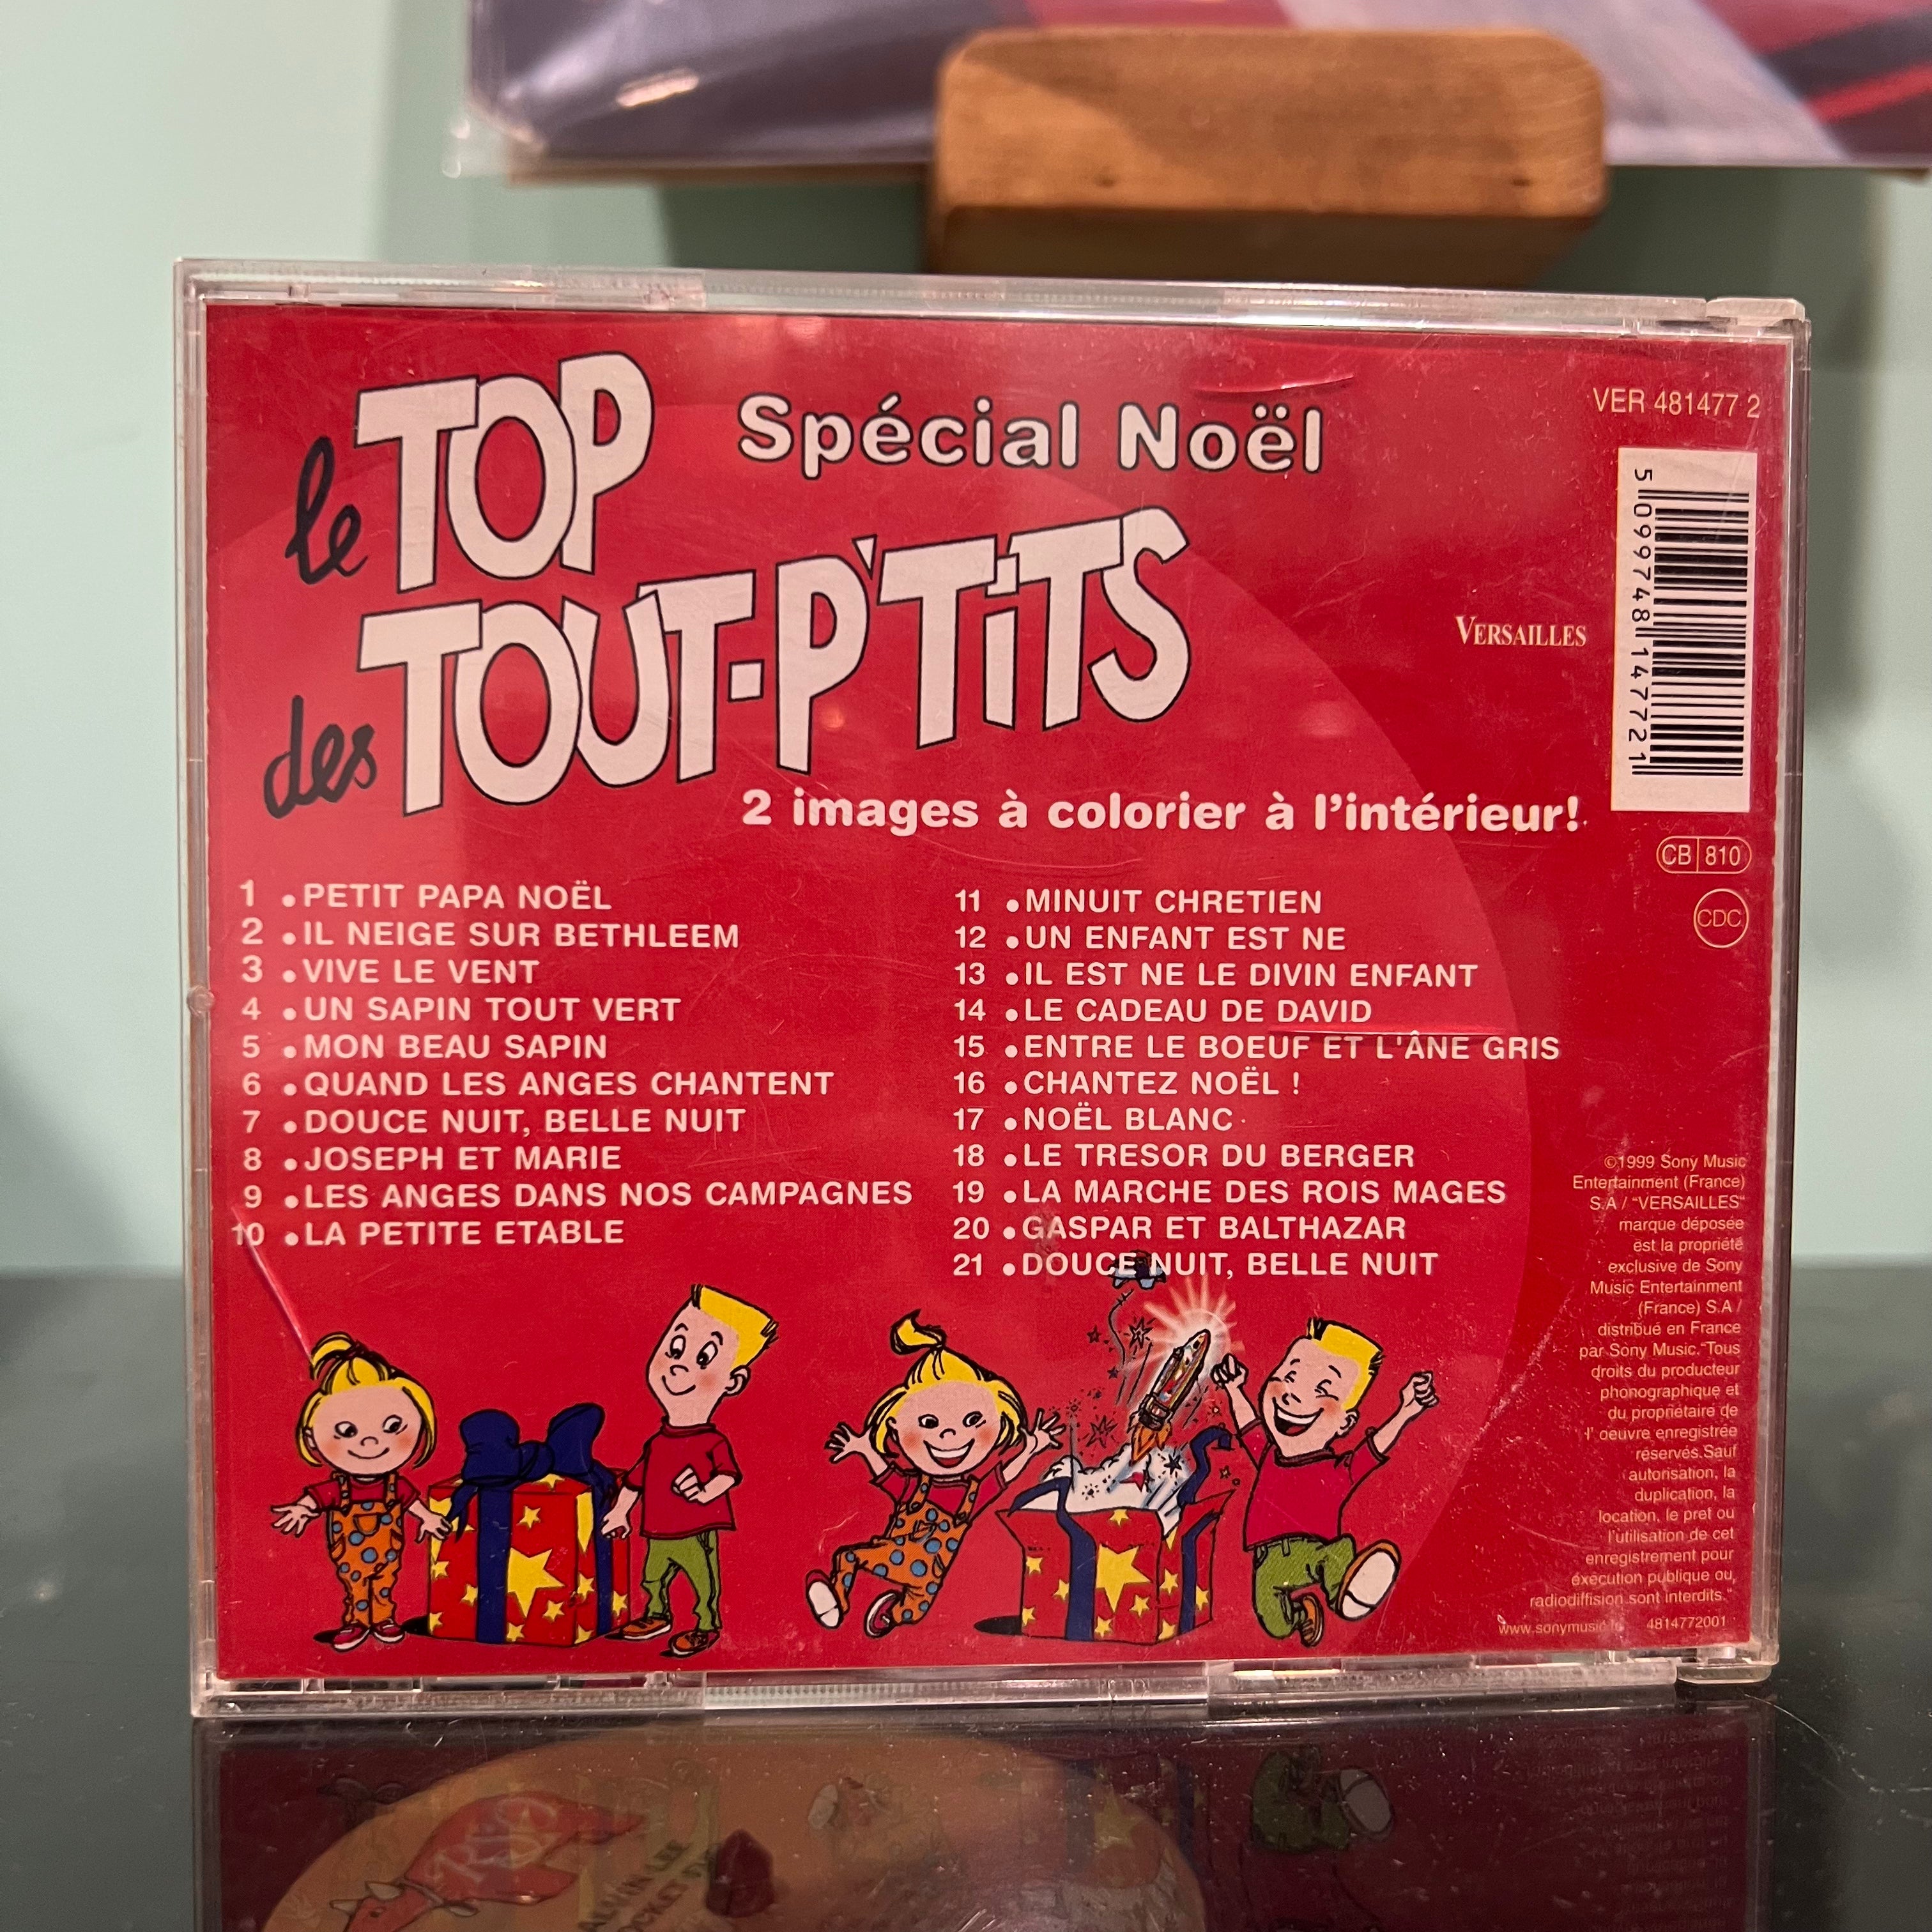 le TOP
Spécial Noël
des TOUT-P'TiTS
2 images à colorier à l'intérieur!
VER 481477 2
5 099748 147721
VERSAILLES
CB 810
CDC
1 . PETIT PAPA NOËL
2 . IL NEIGE SUR BETHLEEM
3 . VIVE LE VENT
4 . UN SAPIN TOUT VERT
5 . MON BEAU SAPIN
6 . QUAND LES ANGES CHANTENT
7 . DOUCE NUIT, BELLE NUIT
8 . JOSEPH ET MARIE
9 . LES ANGES DANS NOS CAMPAGNES
10 . LA PETITE ETABLE
11 . MINUIT CHRETIEN
12 . UN ENFANT EST NE
13 . IL EST NE LE DIVIN ENFANT
14 . LE CADEAU DE DAVID
15 . ENTRE LE BOEUF ET L'ÂNE GRIS
16 . CHANTEZ NOËL !
17 . NOËL BLANC
18 . LE TRESOR DU BERGER
19 . LA MARCHE DES ROIS MAGES
20 . GASPAR ET BALTHAZAR
21 . DOUCE NUIT, BELLE NUIT
©1999 Sony Music
Entertainment (France)
S.A / "VERSAILLES"
marque déposée
est la propriété
exclusive de Sony
Music Entertainment
(France) S.A /
distribué en France
par Sony Music."Tous
droits du producteur
phonographique et
du propriétaire de
l' oeuvre enregistrée
réservés.Sauf
autorisation, la
duplication, la
location, le pret ou
l'utilisation de cet
enregistrement pour
éxécution publique ou,
radiodiffision sont interdits."
www.sonymusic.fr 4814772001